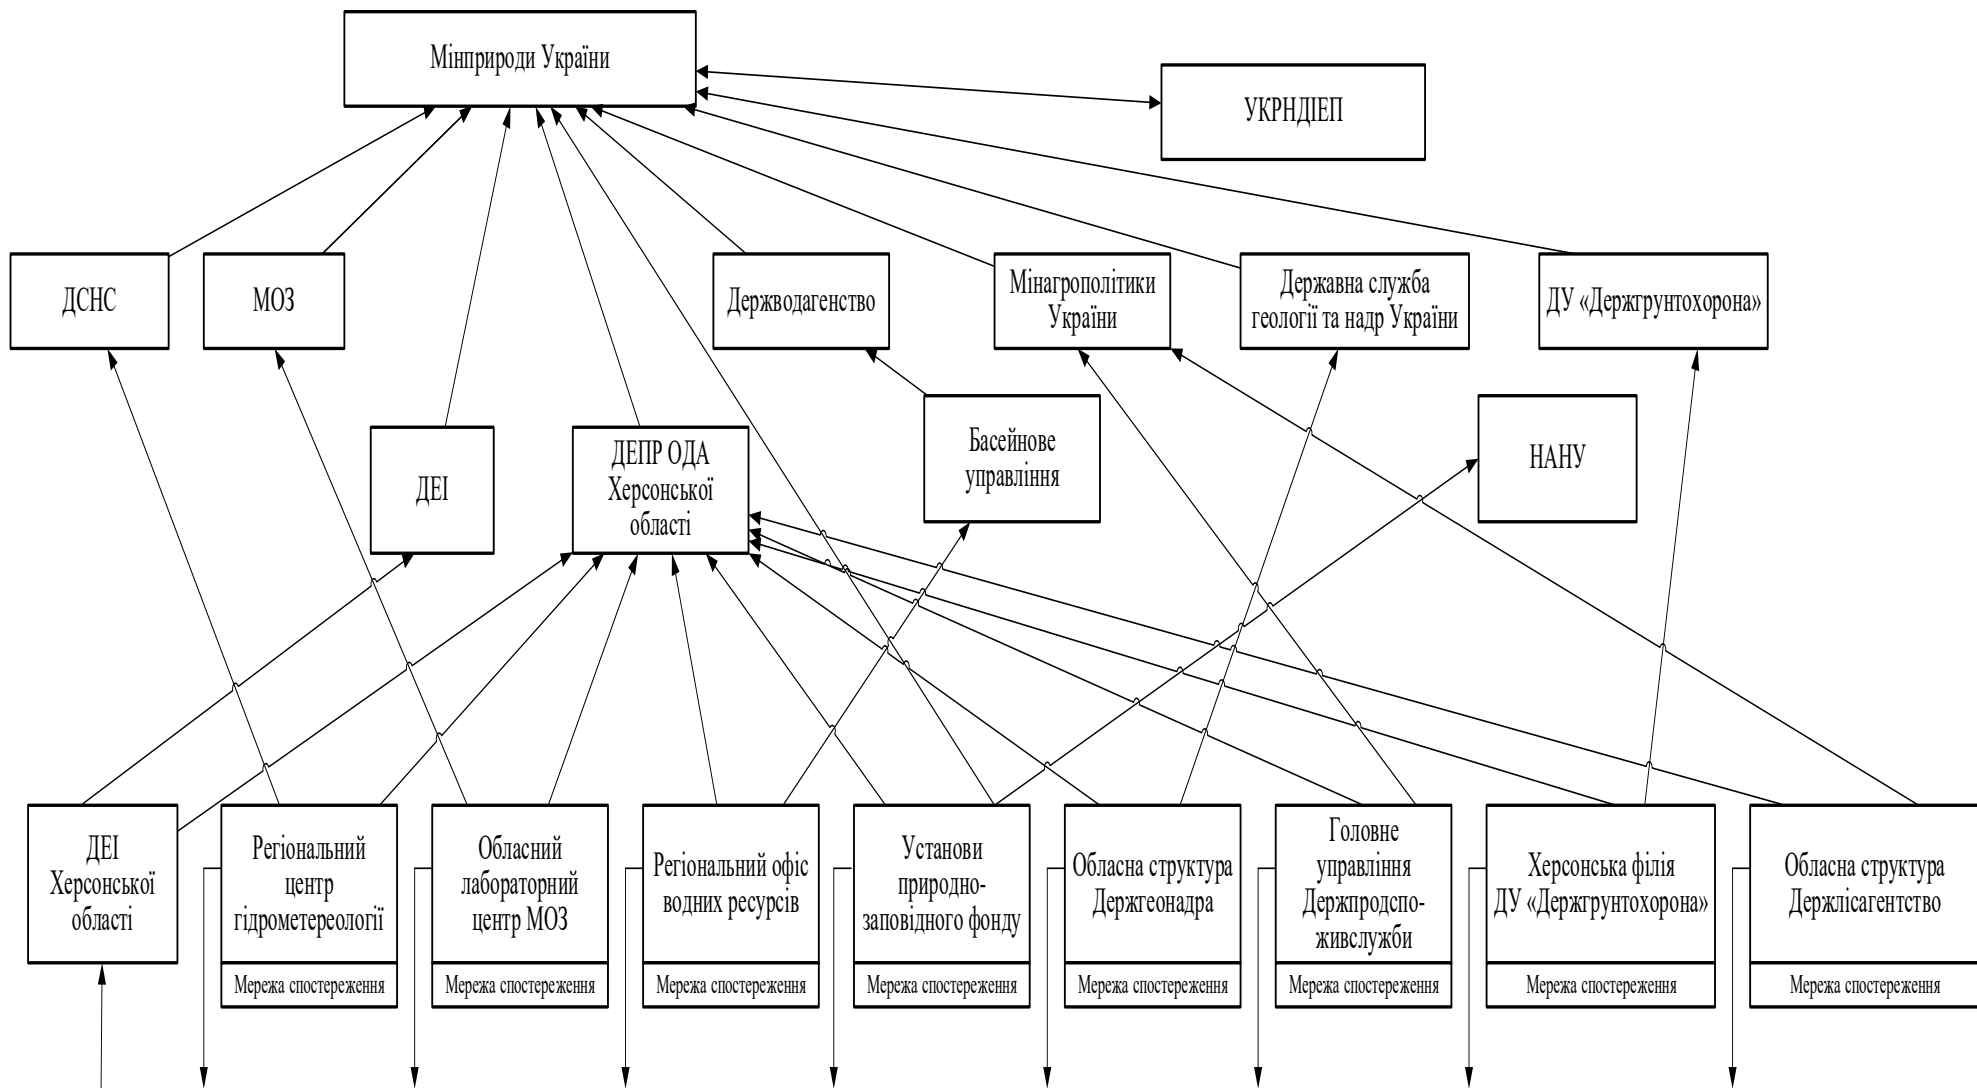 Мінприроди України
УКРНДІЕП
ДСНС
МОЗ
Держводагенство
Мінагрополітики
України
Державна служба
геології та надр України
ДУ «Держгрунтохорона»
ДЕІ
ДЕПР ОДА
Херсонської
області
Басейнове
управління
НАНУ
ДЕІ
Херсонської
області
Регіональний
центр
гідрометереології
Мережа спостереження
Обласний
лабораторний
центр МОЗ
Мережа спостереження
Регіональний офіс
водних ресурсів
Мережа спостереження
Установи
природно-
заповідного фонду
Мережа спостереження
Обласна структура
Держгеонадра
Мережа спостереження
Головне
управління
Держпродспо-
живслужби
Мережа спостереження
Херсонська філія
ДУ «Держгрунтохорона»
Мережа спостереження
Обласна структура
Держлісагентство
Мережа спостереження